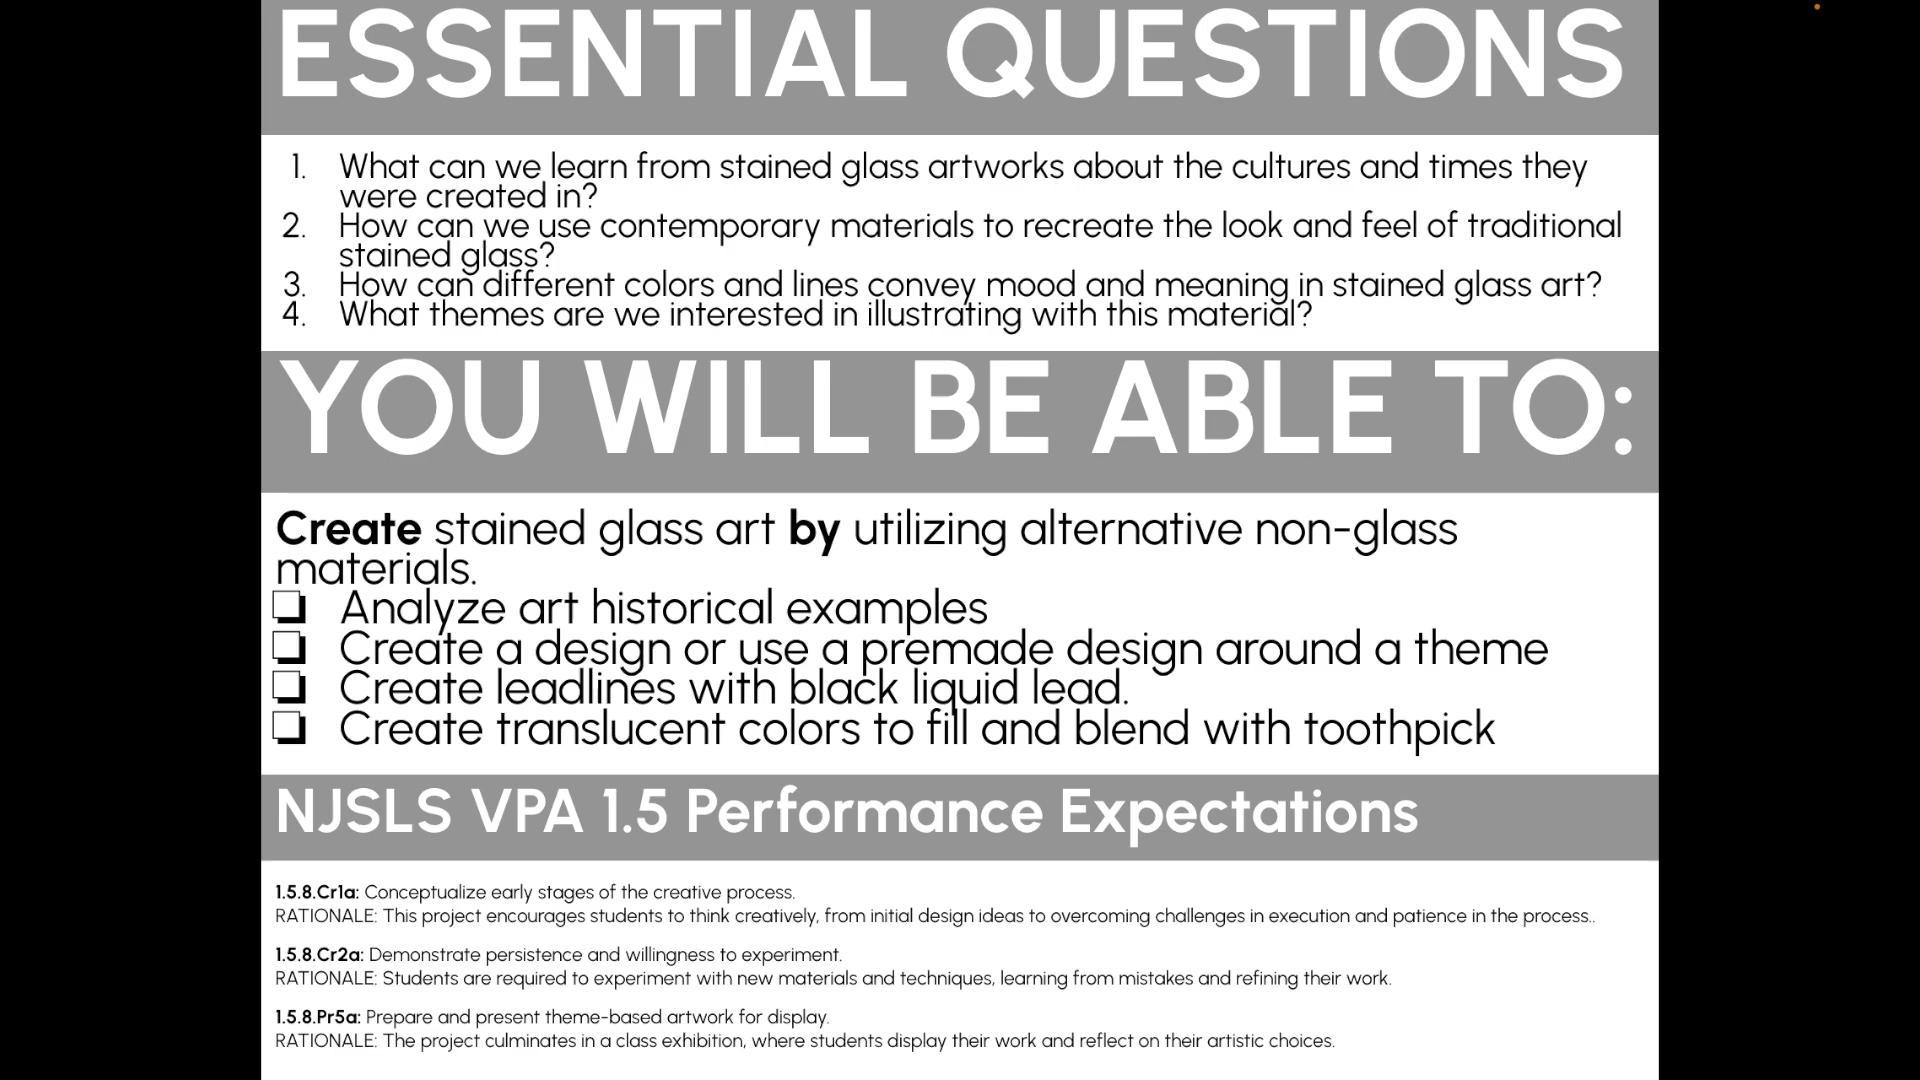 ESSENTIAL QUESTIONS
1. What can we learn from stained glass artworks about the cultures and times they
were created in?
2. How can we use contemporary materials to recreate the look and feel of traditional
stained glass?
3. How can different colors and lines convey mood and meaning in stained glass art?
4. What themes are we interested in illustrating with this material?
YOU WILL BE ABLE TO:
Create stained glass art by utilizing alternative non-glass
materials.
❏ Analyze art historical examples
❏ Create a design or use a premade design around a theme
❏ Create leadlines with black liquid lead.
❏ Create translucent colors to fill and blend with toothpick
NJSLS VPA 1.5 Performance Expectations
1.5.8.Cr1a: Conceptualize early stages of the creative process.
RATIONALE: This project encourages students to think creatively, from initial design ideas to overcoming challenges in execution and patience in the process..
1.5.8.Cr2a: Demonstrate persistence and willingness to experiment.
RATIONALE: Students are required to experiment with new materials and techniques, learning from mistakes and refining their work.
1.5.8.Pr5a: Prepare and present theme-based artwork for display.
RATIONALE: The project culminates in a class exhibition, where students display their work and reflect on their artistic choices.